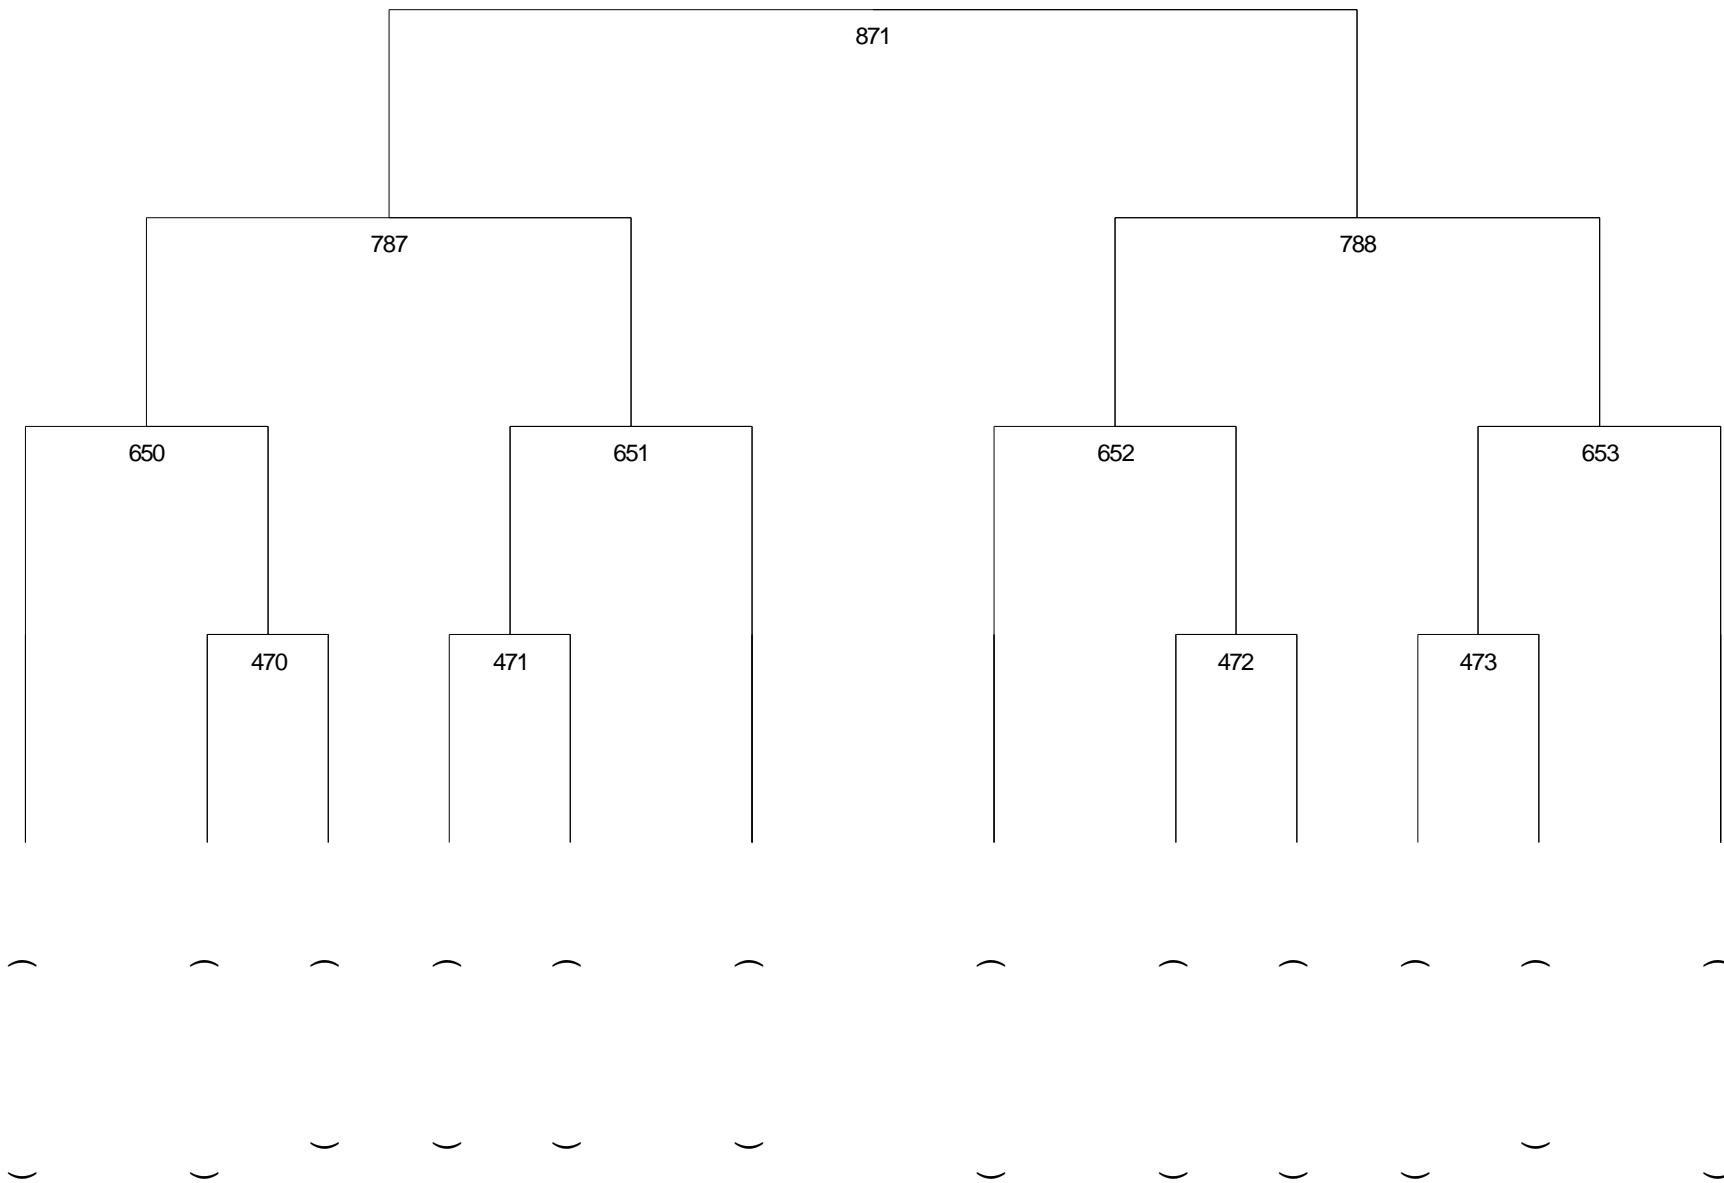 871
787 788
650 651 652 653
470 471 472 473
( ( ( ( ( ( ( ( ( ( ( (
) ) ) ) ) ) ) ) ) ) ) )